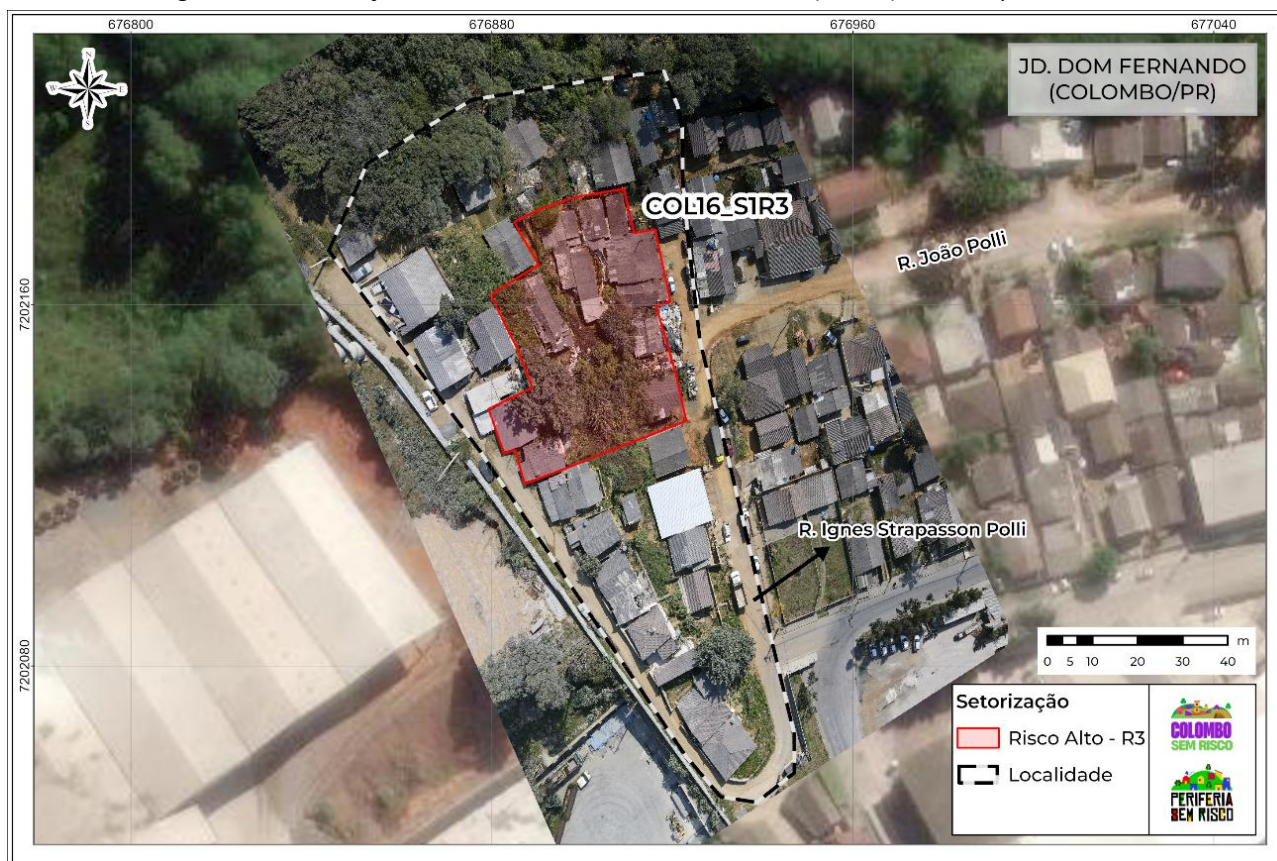 676800
676880
676960
677040
N
W
E
S
JD. DOM FERNANDO
(COLOMBO/PR)
COL16_S1R3
R. João Polli
7202160
R. Ignes Strapasson Polli
7202080
m
0 5 10 20 30 40
Setorização
Risco Alto - R3
Localidade
COLOMBO
SEM RISCO
PERIFERIA
SEM RISCO